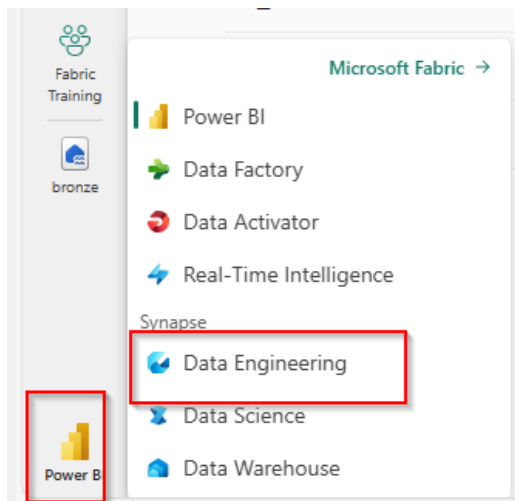 Fabric
Training
bronze
Power B
Microsoft Fabric →
Power BI
Data Factory
Data Activator
Real-Time Intelligence
Synapse
Data Engineering
Data Science
Data Warehouse